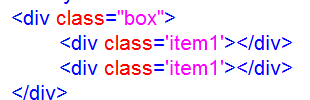 <div class="box">
<div class='item1'></div>
<div class='item1'></div>
</div>